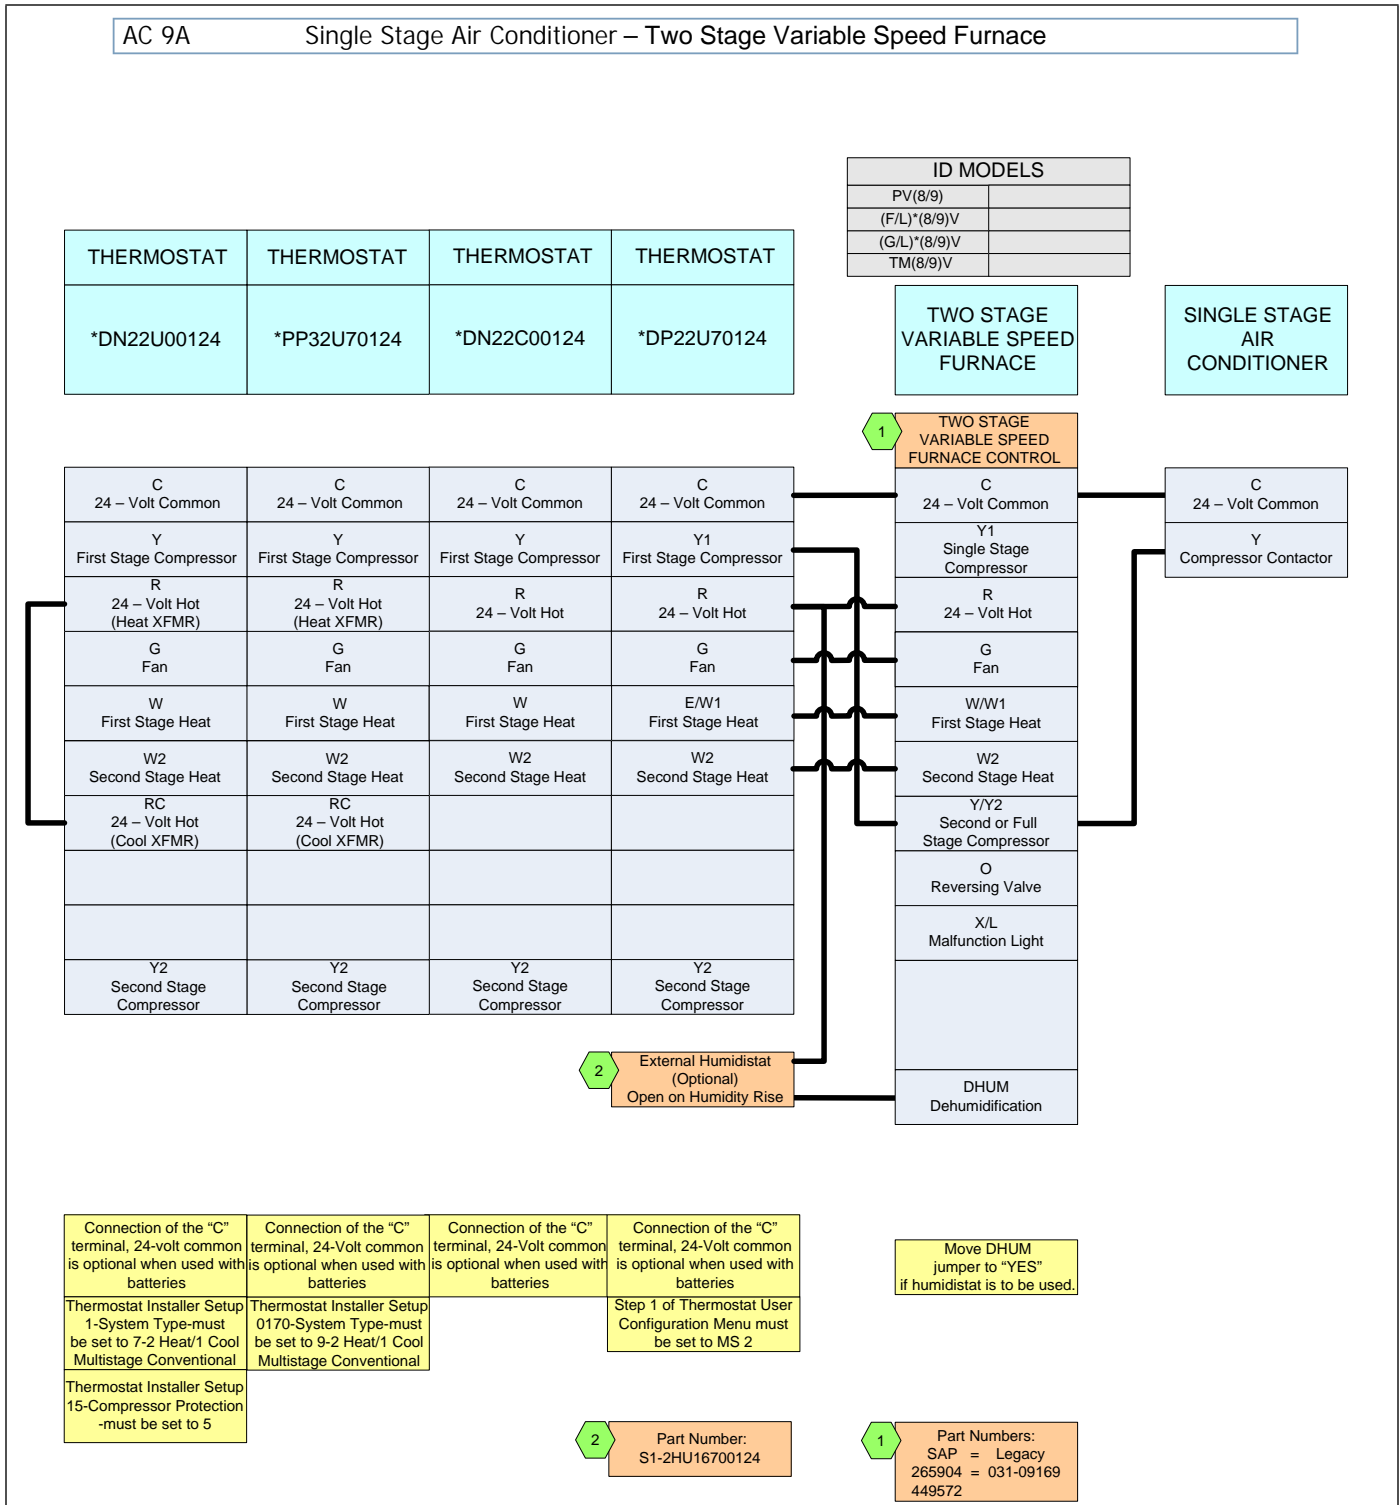 AC 9A Single Stage Air Conditioner – Two Stage Variable Speed Furnace
ID MODELS
PV(8/9)
(F/L)*(8/9)V
(G/L)*(8/9)V
TM(8/9)V
THERMOSTAT THERMOSTAT THERMOSTAT THERMOSTAT
*DN22U00124 *PP32U70124 *DN22C00124 *DP22U70124
TWO STAGE
VARIABLE SPEED
FURNACE
SINGLE STAGE
AIR
CONDITIONER
1
TWO STAGE
VARIABLE SPEED
FURNACE CONTROL
C
24 – Volt Common
Y
First Stage Compressor
R
24 – Volt Hot
(Heat XFMR)
G
Fan
W
First Stage Heat
W2
Second Stage Heat
RC
24 – Volt Hot
(Cool XFMR)
Y2
Second Stage
Compressor
C
24 – Volt Common
Y
First Stage Compressor
R
24 – Volt Hot
(Heat XFMR)
G
Fan
W
First Stage Heat
W2
Second Stage Heat
RC
24 – Volt Hot
(Cool XFMR)
Y2
Second Stage
Compressor
C
24 – Volt Common
Y
First Stage Compressor
R
24 – Volt Hot
G
Fan
W
First Stage Heat
W2
Second Stage Heat
Y2
Second Stage
Compressor
C
24 – Volt Common
Y1
First Stage Compressor
R
24 – Volt Hot
G
Fan
E/W1
First Stage Heat
W2
Second Stage Heat
Y2
Second Stage
Compressor
C
24 – Volt Common
Y1
Single Stage
Compressor
R
24 – Volt Hot
G
Fan
W/W1
First Stage Heat
W2
Second Stage Heat
Y/Y2
Second or Full
Stage Compressor
O
Reversing Valve
X/L
Malfunction Light
DHUM
Dehumidification
C
24 – Volt Common
Y
Compressor Contactor
2
External Humidistat
(Optional)
Open on Humidity Rise
Connection of the “C”
terminal, 24-volt common
is optional when used with
batteries
Thermostat Installer Setup
1-System Type-must
be set to 7-2 Heat/1 Cool
Multistage Conventional
Thermostat Installer Setup
15-Compressor Protection
-must be set to 5
Connection of the “C”
terminal, 24-Volt common
is optional when used with
batteries
Thermostat Installer Setup
0170-System Type-must
be set to 9-2 Heat/1 Cool
Multistage Conventional
Connection of the “C”
terminal, 24-Volt common
is optional when used with
batteries
Connection of the “C”
terminal, 24-Volt common
is optional when used with
batteries
Step 1 of Thermostat User
Configuration Menu must
be set to MS 2
Move DHUM
jumper to “YES”
if humidistat is to be used.
2
Part Number:
S1-2HU16700124
1
Part Numbers:
SAP = Legacy
265904 = 031-09169
449572